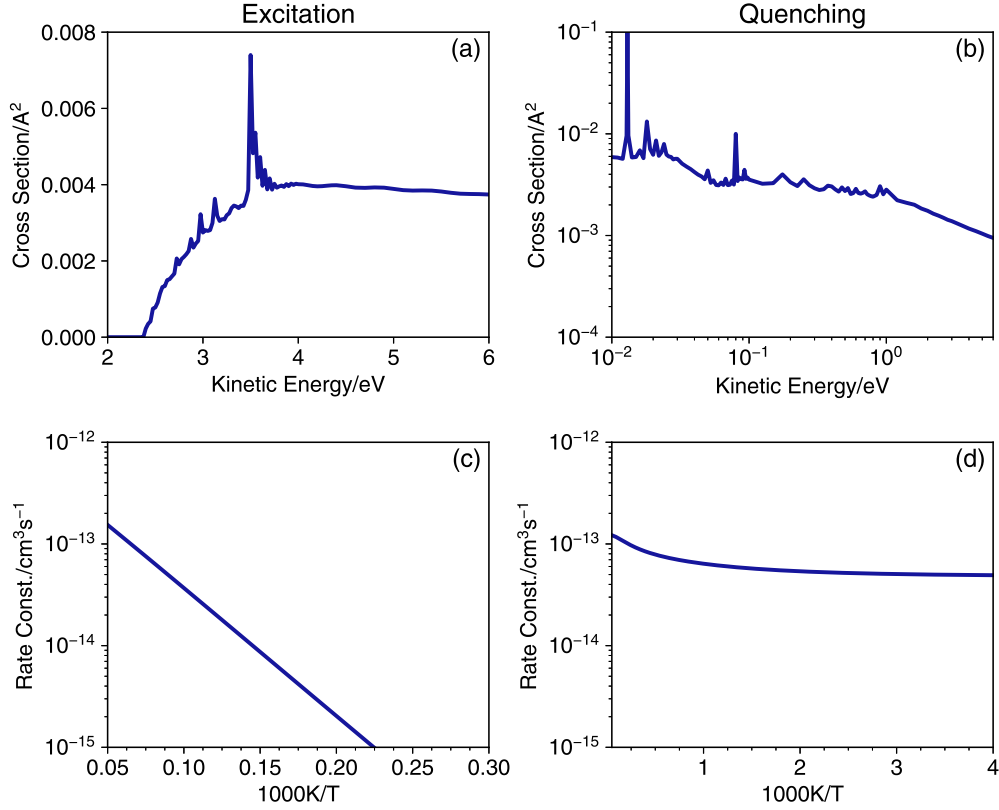 Excitation
Quenching
(a)
0.008
0.006
0.004
0.002
0.000
Cross Section/A²
2 3 4 5 6
Kinetic Energy/eV
(b)
10⁻¹
10⁻²
10⁻³
10⁻⁴
Cross Section/A²
10⁻² 10⁻¹ 10⁰
Kinetic Energy/eV
(c)
10⁻¹²
10⁻¹³
10⁻¹⁴
10⁻¹⁵
Rate Const./cm³s⁻¹
0.05 0.10 0.15 0.20 0.25 0.30
1000K/T
(d)
10⁻¹²
10⁻¹³
10⁻¹⁴
10⁻¹⁵
Rate Const./cm³s⁻¹
1 2 3 4
1000K/T